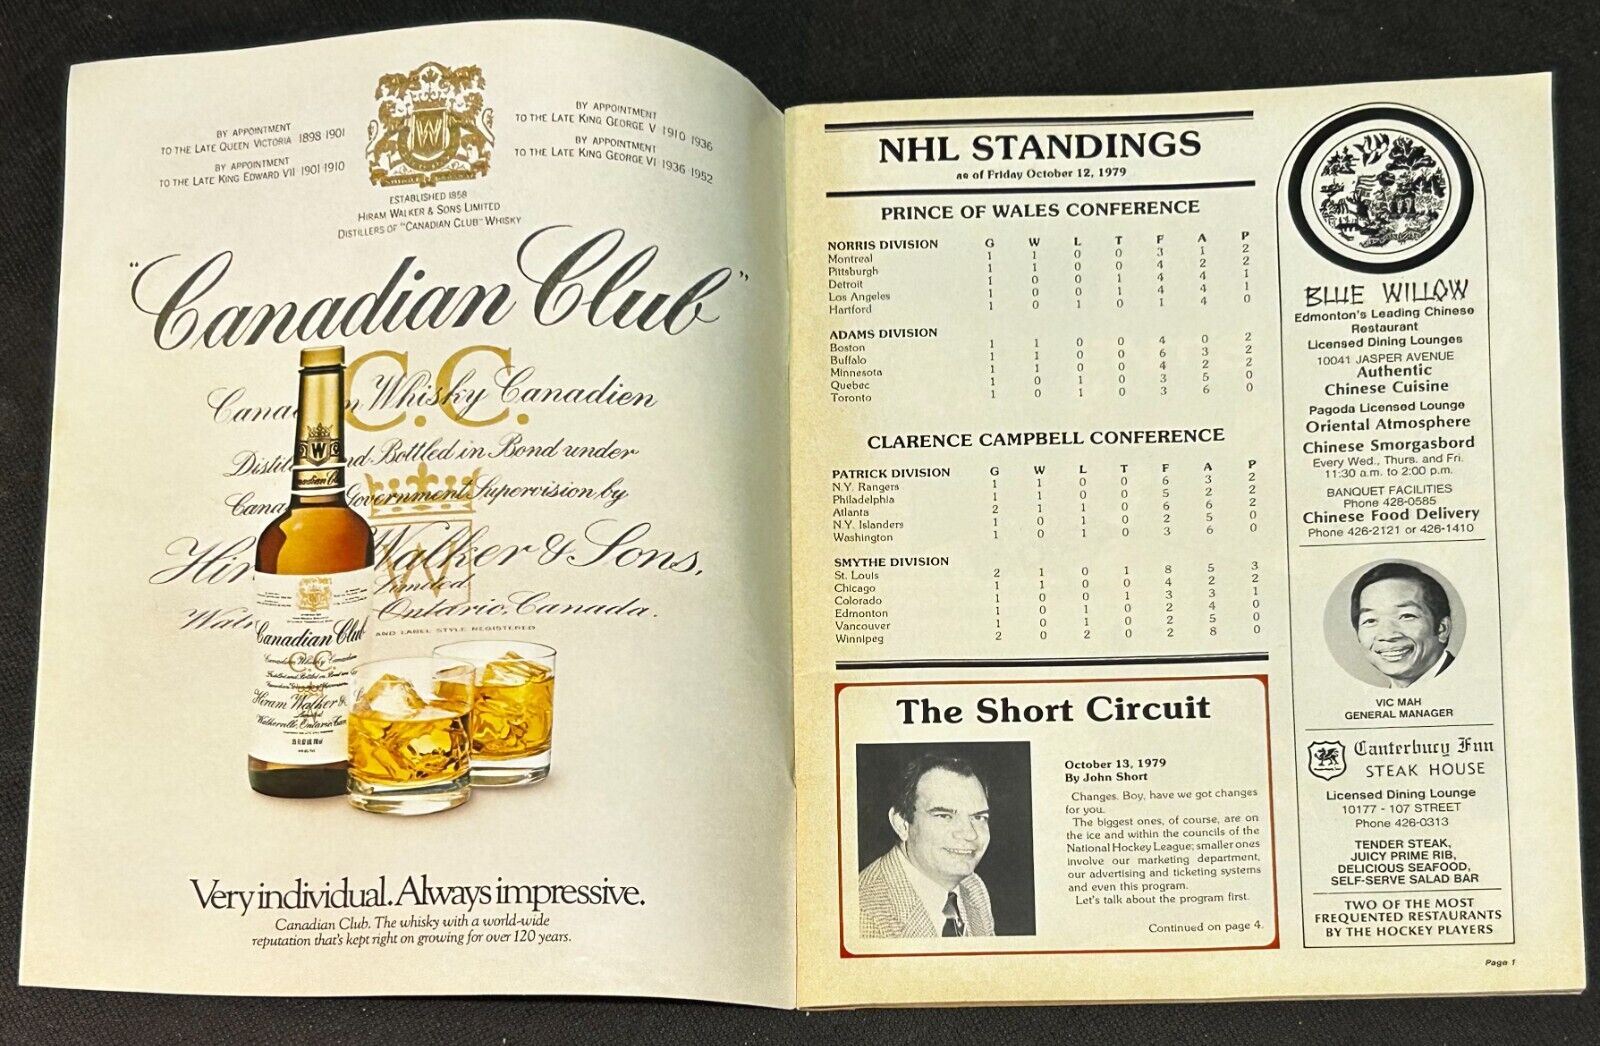 BY APPOINTMENT
TO THE LATE QUEEN VICTORIA 1898-1901
BY APPOINTMENT
TO THE LATE KING EDWARD VII 1901-1910
BY APPOINTMENT
TO THE LATE KING GEORGE V 1910 1936
BY APPOINTMENT
TO THE LATE KING GEORGE VI 1936-1952
W
ESTABLISHED 1858
HIRAM WALKER & SONS LIMITED
DISTILLERS OF "CANADIAN CLUB" WHISKY
"Canadian Club"
C.C.
Whisky Canadien
Bottled in Bond under
Government Supervision by
Walker & Sons,
Limited
Ontario, Canada.
AND LABEL STYLE REGISTERED
W
Canadian Club
C.C.
Hiram Walker &
Walkerville, Ontario,
Very individual. Always impressive.
Canadian Club. The whisky with a world-wide
reputation that's kept right on growing for over 120 years.
NHL STANDINGS
as of Friday October 12, 1979
PRINCE OF WALES CONFERENCE
NORRIS DIVISION G W L T F A P
Montreal 1 1 0 0 3 1 2
Pittsburgh 1 1 0 0 4 2 2
Detroit 1 0 0 1 4 4 1
Los Angeles 1 0 0 1 4 4 1
Hartford 1 0 1 0 1 4 0
ADAMS DIVISION
Boston 1 1 0 0 4 0 2
Buffalo 1 1 0 0 6 3 2
Minnesota 1 1 0 0 4 2 2
Quebec 1 0 1 0 3 5 0
Toronto 1 0 1 0 3 6 0
CLARENCE CAMPBELL CONFERENCE
PATRICK DIVISION G W L T F A P
N.Y. Rangers 1 1 0 0 6 3 2
Philadelphia 1 1 0 0 5 2 2
Atlanta 2 1 1 0 6 6 2
N.Y. Islanders 1 0 1 0 2 5 0
Washington 1 0 1 0 3 6 0
SMYTHE DIVISION
St. Louis 2 1 0 1 8 5 3
Chicago 1 1 0 0 4 2 2
Colorado 1 0 0 1 3 3 1
Edmonton 1 0 1 0 2 4 0
Vancouver 1 0 1 0 2 5 0
Winnipeg 2 0 2 0 2 8 0
The Short Circuit
October 13, 1979
By John Short
Changes. Boy, have we got changes
for you.
The biggest ones, of course, are on
the ice and within the councils of the
National Hockey League; smaller ones
involve our marketing department,
our advertising and ticketing systems
and even this program.
Let's talk about the program first.
Continued on page 4.
BLUE WILLOW
Edmonton's Leading Chinese
Restaurant
Licensed Dining Lounges
10041 JASPER AVENUE
Authentic
Chinese Cuisine
Pagoda Licensed Lounge
Oriental Atmosphere
Chinese Smorgasbord
Every Wed., Thurs. and Fri.
11:30 a.m. to 2:00 p.m.
BANQUET FACILITIES
Phone 428-0585
Chinese Food Delivery
Phone 426-2121 or 426-1410
VIC MAH
GENERAL MANAGER
Canterbury Inn
STEAK HOUSE
Licensed Dining Lounge
10177 - 107 STREET
Phone 426-0313
TENDER STEAK,
JUICY PRIME RIB,
DELICIOUS SEAFOOD,
SELF-SERVE SALAD BAR
TWO OF THE MOST
FREQUENTED RESTAURANTS
BY THE HOCKEY PLAYERS
Page 1